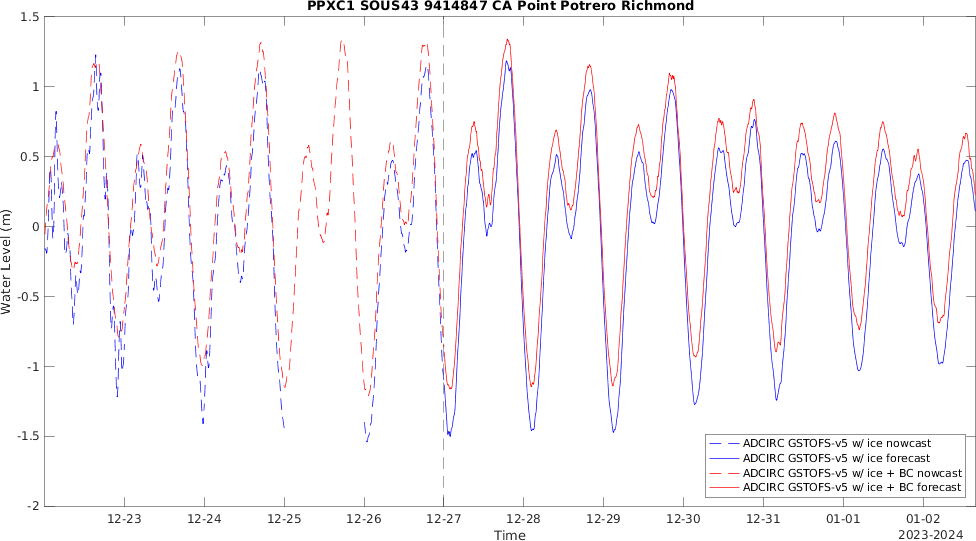 PPXC1 SOUS43 9414847 CA Point Potrero Richmond
1.5
1
0.5
0
-0.5
-1
-1.5
-2
Water Level (m)
12-23 12-24 12-25 12-26 12-27 12-28 12-29 12-30 12-31 01-01 01-02
Time
2023-2024
ADCIRC GSTOFS-v5 w/ ice nowcast
ADCIRC GSTOFS-v5 w/ ice forecast
ADCIRC GSTOFS-v5 w/ ice + BC nowcast
ADCIRC GSTOFS-v5 w/ ice + BC forecast